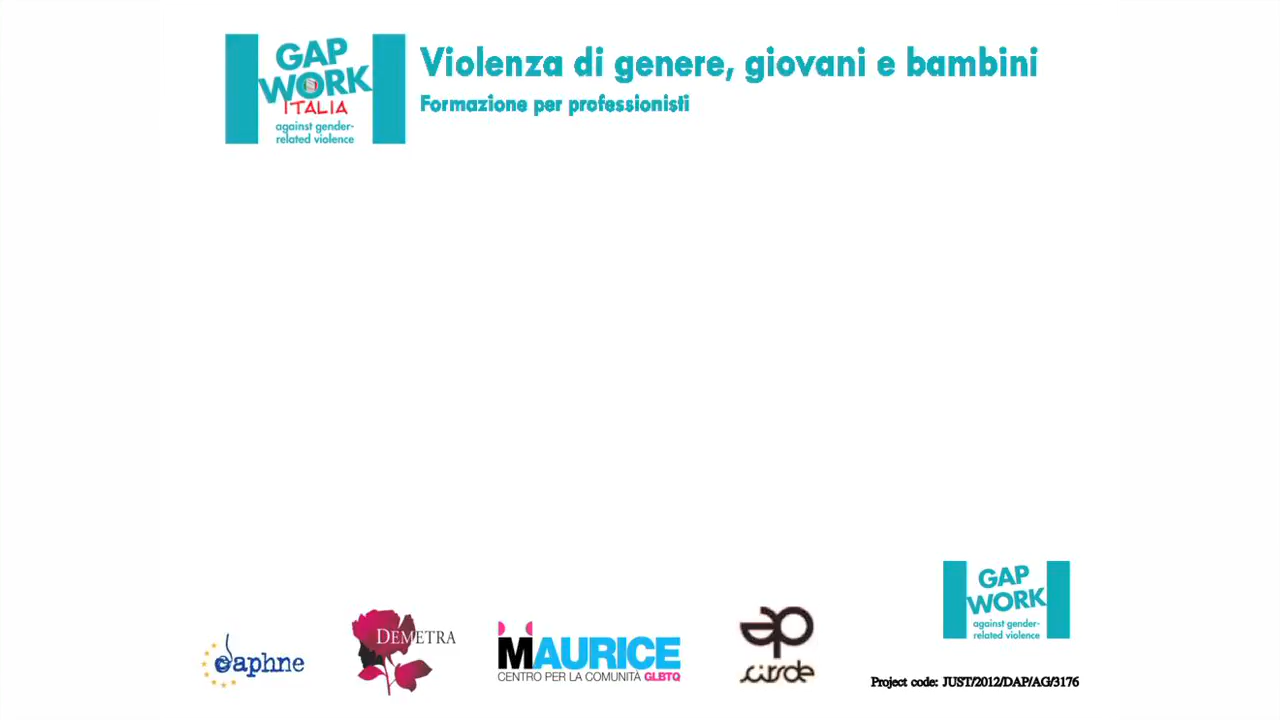 GAP
WORK
ITALIA
against gender-
related violence
Violenza di genere, giovani e bambini
Formazione per professionisti
GAP
WORK
against gender-
related violence
daphne
DEMETRA
MAURICE
CENTRO PER LA COMUNITÀ GLBTQ
cirsde
Project code: JUST/2012/DAP/AG/3176